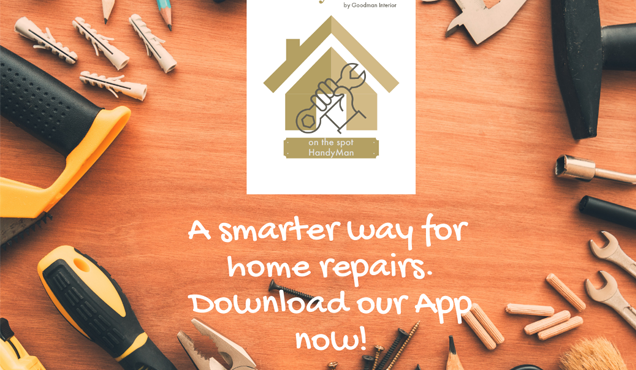 by Goodman Interior
on the spot
HandyMan
A smarter way for
home repairs.
Download our App
now!